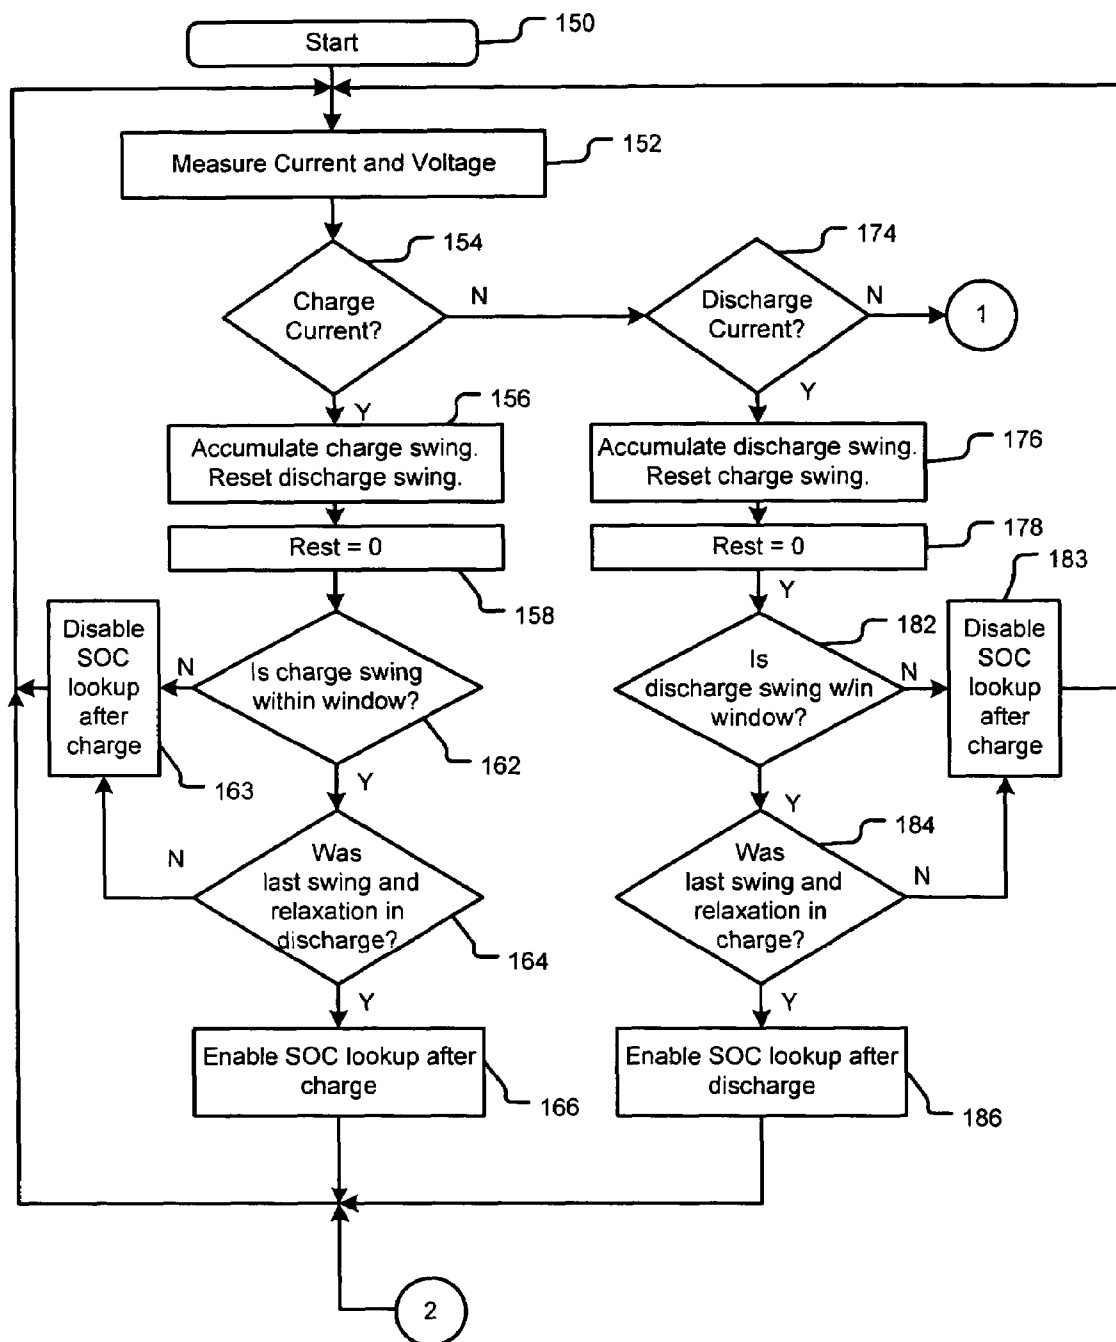 Start
150
Measure Current and Voltage
152
Charge
Current?
154
N
Discharge
Current?
174
N
1
Y
Y
Accumulate charge swing.
Reset discharge swing.
156
Accumulate discharge swing.
Reset charge swing.
176
Rest = 0
158
Rest = 0
178
Y
Disable
SOC
lookup
after
charge
163
N
Is charge swing
within window?
162
Is
discharge swing w/in
window?
182
N
Disable
SOC
lookup
after
charge
183
Y
Y
Was
last swing and
relaxation in
discharge?
164
N
Was
last swing and
relaxation in
charge?
184
N
Y
Y
Enable SOC lookup after
charge
166
Enable SOC lookup after
discharge
186
2